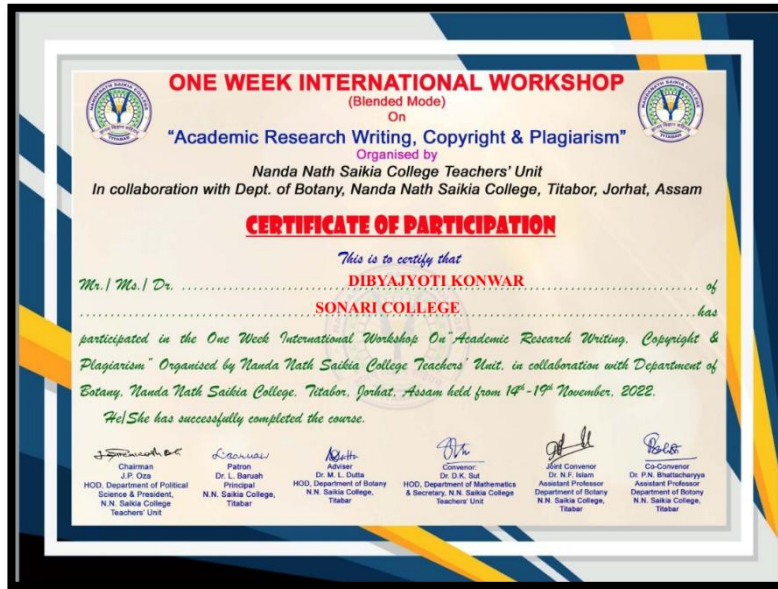 ONE WEEK INTERNATIONAL WORKSHOP
(Blended Mode)
On
"Academic Research Writing, Copyright & Plagiarism"
Organised by
Nanda Nath Saikia College Teachers' Unit
In collaboration with Dept. of Botany, Nanda Nath Saikia College, Titabor, Jorhat, Assam
CERTIFICATE OF PARTICIPATION
This is to certify that
Mr./ Ms./ Dr. DIBYAJYOTI KONWAR of
SONARI COLLEGE has
participated in the One Week International Workshop On "Academic Research Writing, Copyright &
Plagiarism" Organised by Nanda Nath Saikia College Teachers' Unit, in collaboration with Department of
Botany, Nanda Nath Saikia College, Titabor, Jorhat, Assam held from 14th-19th November, 2022.
He/She has successfully completed the course.
Chairman
J.P. Oza
HOD, Department of Political
Science & President,
N.N. Saikia College
Teachers' Unit
Patron
Dr. L. Baruah
Principal
N.N. Saikia College,
Titabar
Adviser
Dr. M. L. Dutta
HOD, Department of Botany
N.N. Saikia College,
Titabar
Convenor:
Dr. D.K. Sut
HOD, Department of Mathematics
& Secretary, N.N. Saikia College
Teachers' Unit
Joint Convenor
Dr. N.F. Islam
Assistant Professor
Department of Botany
N.N. Saikia College,
Titabar
Co-Convenor
Dr. P.N. Bhattacharyya
Assistant Professor
Department of Botany
N.N. Saikia College,
Titabar